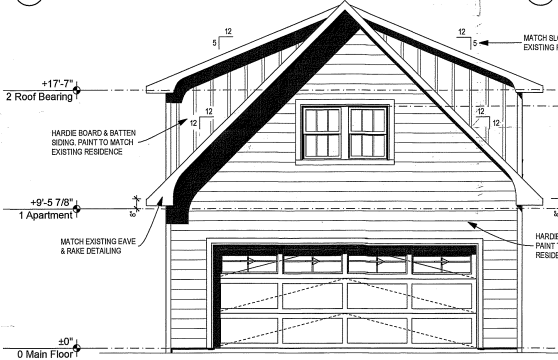 12
5
12
5
MATCH SLO
EXISTING R
+17'-7"
2 Roof Bearing
12
12
12
12
HARDIE BOARD & BATTEN
SIDING. PAINT TO MATCH
EXISTING RESIDENCE
+9'-5 7/8"
1 Apartment
8"
MATCH EXISTING EAVE
& RAKE DETAILING
HARDIE
PAINT T
RESIDE
±0"
0 Main Floor